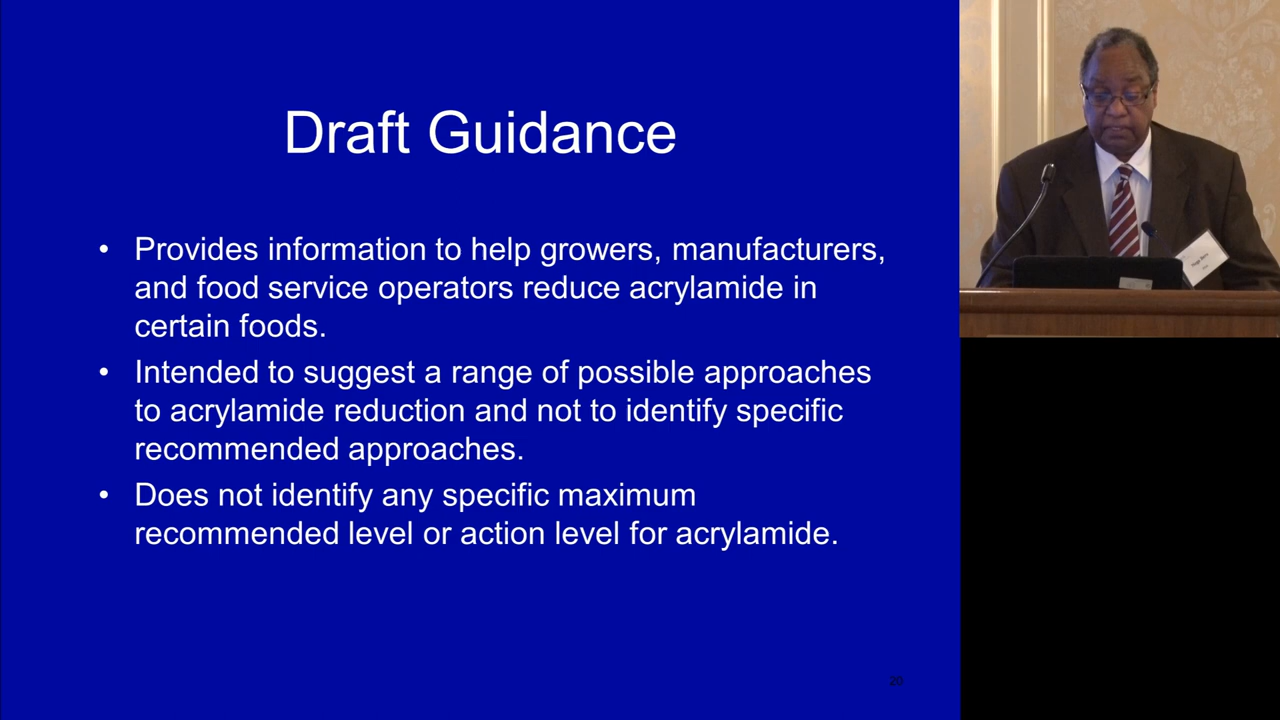 Draft Guidance
• Provides information to help growers, manufacturers,
and food service operators reduce acrylamide in
certain foods.
• Intended to suggest a range of possible approaches
to acrylamide reduction and not to identify specific
recommended approaches.
• Does not identify any specific maximum
recommended level or action level for acrylamide.
20